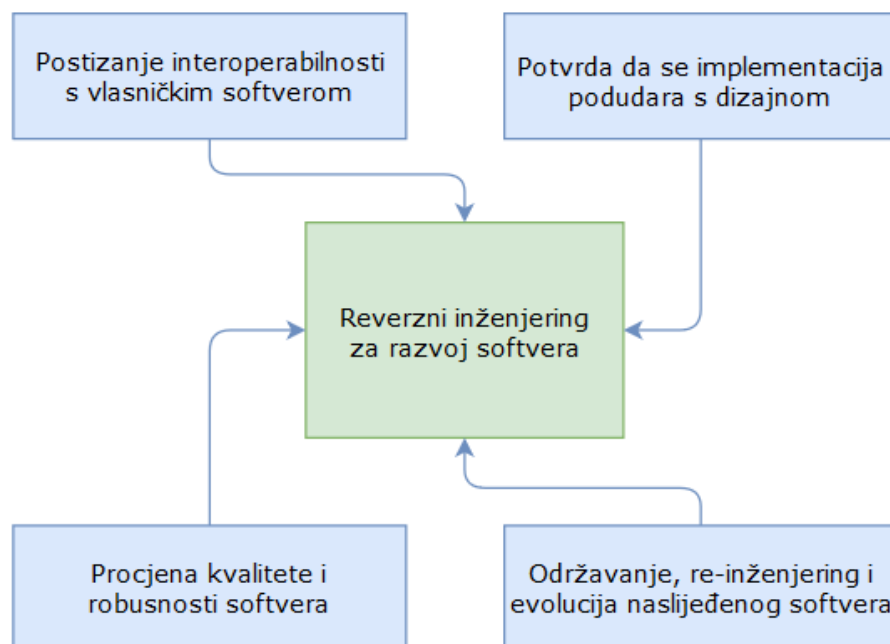 Postizanje interoperabilnosti
s vlasničkim softverom
Potvrda da se implementacija
podudara s dizajnom
Reverzni inženjering
za razvoj softvera
Procjena kvalitete i
robusnosti softvera
Održavanje, re-inženjering i
evolucija naslijeđenog softvera